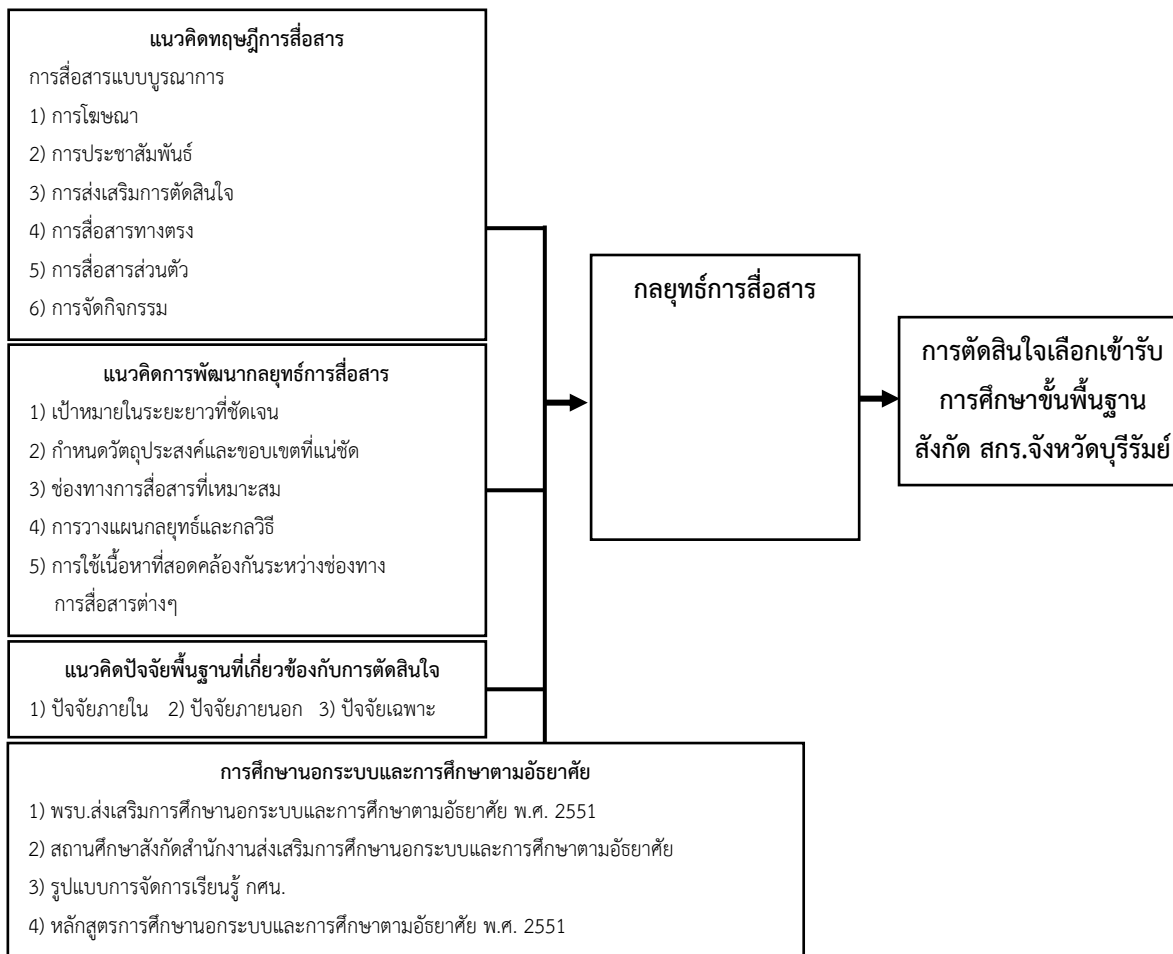 แนวคิดทฤษฎีการสื่อสาร
การสื่อสารแบบบูรณาการ
1) การโฆษณา
2) การประชาสัมพันธ์
3) การส่งเสริมการตัดสินใจ
4) การสื่อสารทางตรง
5) การสื่อสารส่วนตัว
6) การจัดกิจกรรม
แนวคิดการพัฒนากลยุทธ์การสื่อสาร
1) เป้าหมายในระยะยาวที่ชัดเจน
2) กำหนดวัตถุประสงค์และขอบเขตที่แน่ชัด
3) ช่องทางการสื่อสารที่เหมาะสม
4) การวางแผนกลยุทธ์และกลวิธี
5) การใช้เนื้อหาที่สอดคล้องกันระหว่างช่องทาง
การสื่อสารต่างๆ
แนวคิดปัจจัยพื้นฐานที่เกี่ยวข้องกับการตัดสินใจ
1) ปัจจัยภายใน 2) ปัจจัยภายนอก 3) ปัจจัยเฉพาะ
การศึกษานอกระบบและการศึกษาตามอัธยาศัย
1) พรบ.ส่งเสริมการศึกษานอกระบบและการศึกษาตามอัธยาศัย พ.ศ. 2551
2) สถานศึกษาสังกัดสำนักงานส่งเสริมการศึกษานอกระบบและการศึกษาตามอัธยาศัย
3) รูปแบบการจัดการเรียนรู้ กศน.
4) หลักสูตรการศึกษานอกระบบและการศึกษาตามอัธยาศัย พ.ศ. 2551
กลยุทธ์การสื่อสาร
การตัดสินใจเลือกเข้ารับ
การศึกษาขั้นพื้นฐาน
สังกัด สกร.จังหวัดบุรีรัมย์